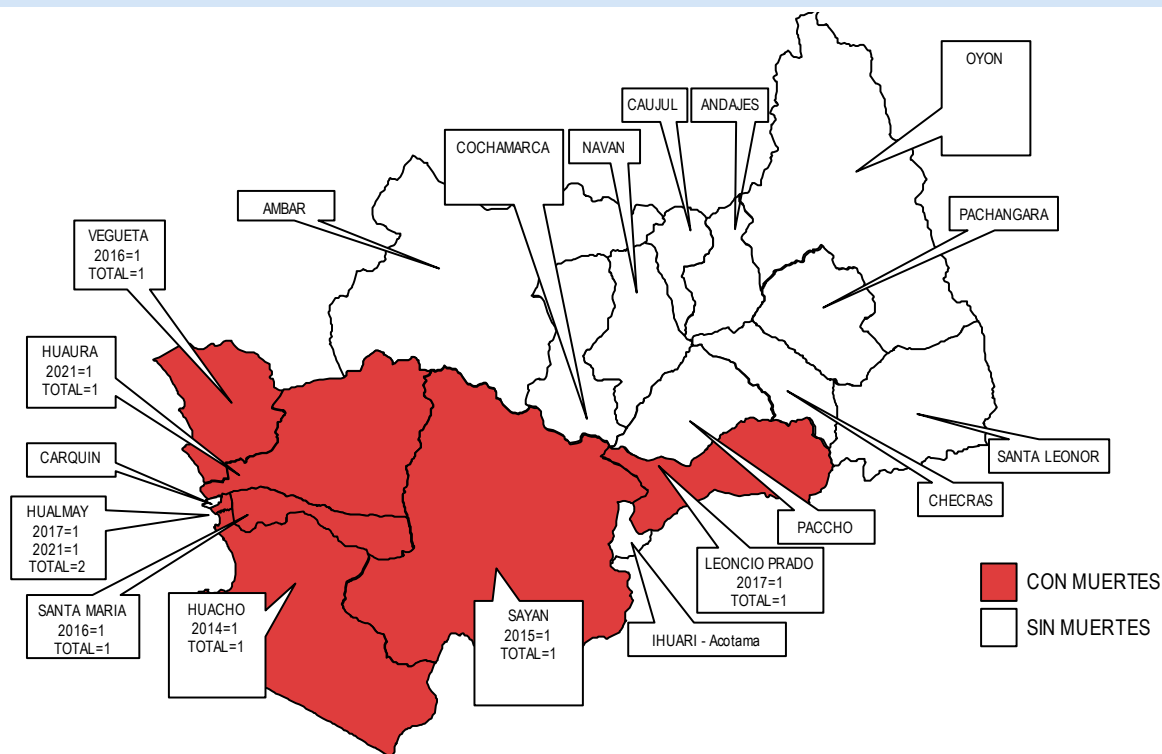 OYON
CAUJUL
ANDAJES
COCHAMARCA
NAVAN
AMBAR
PACHANGARA
VEGUETA
2016=1
TOTAL=1
HUAURA
2021=1
TOTAL=1
CARQUIN
SANTA LEONOR
HUALMAY
2017=1
2021=1
TOTAL=2
CHECRAS
PACCHO
LEONCIO PRADO
2017=1
TOTAL=1
SANTA MARIA
2016=1
TOTAL=1
HUACHO
2014=1
TOTAL=1
SAYAN
2015=1
TOTAL=1
IHUARI - Acotama
CON MUERTES
SIN MUERTES